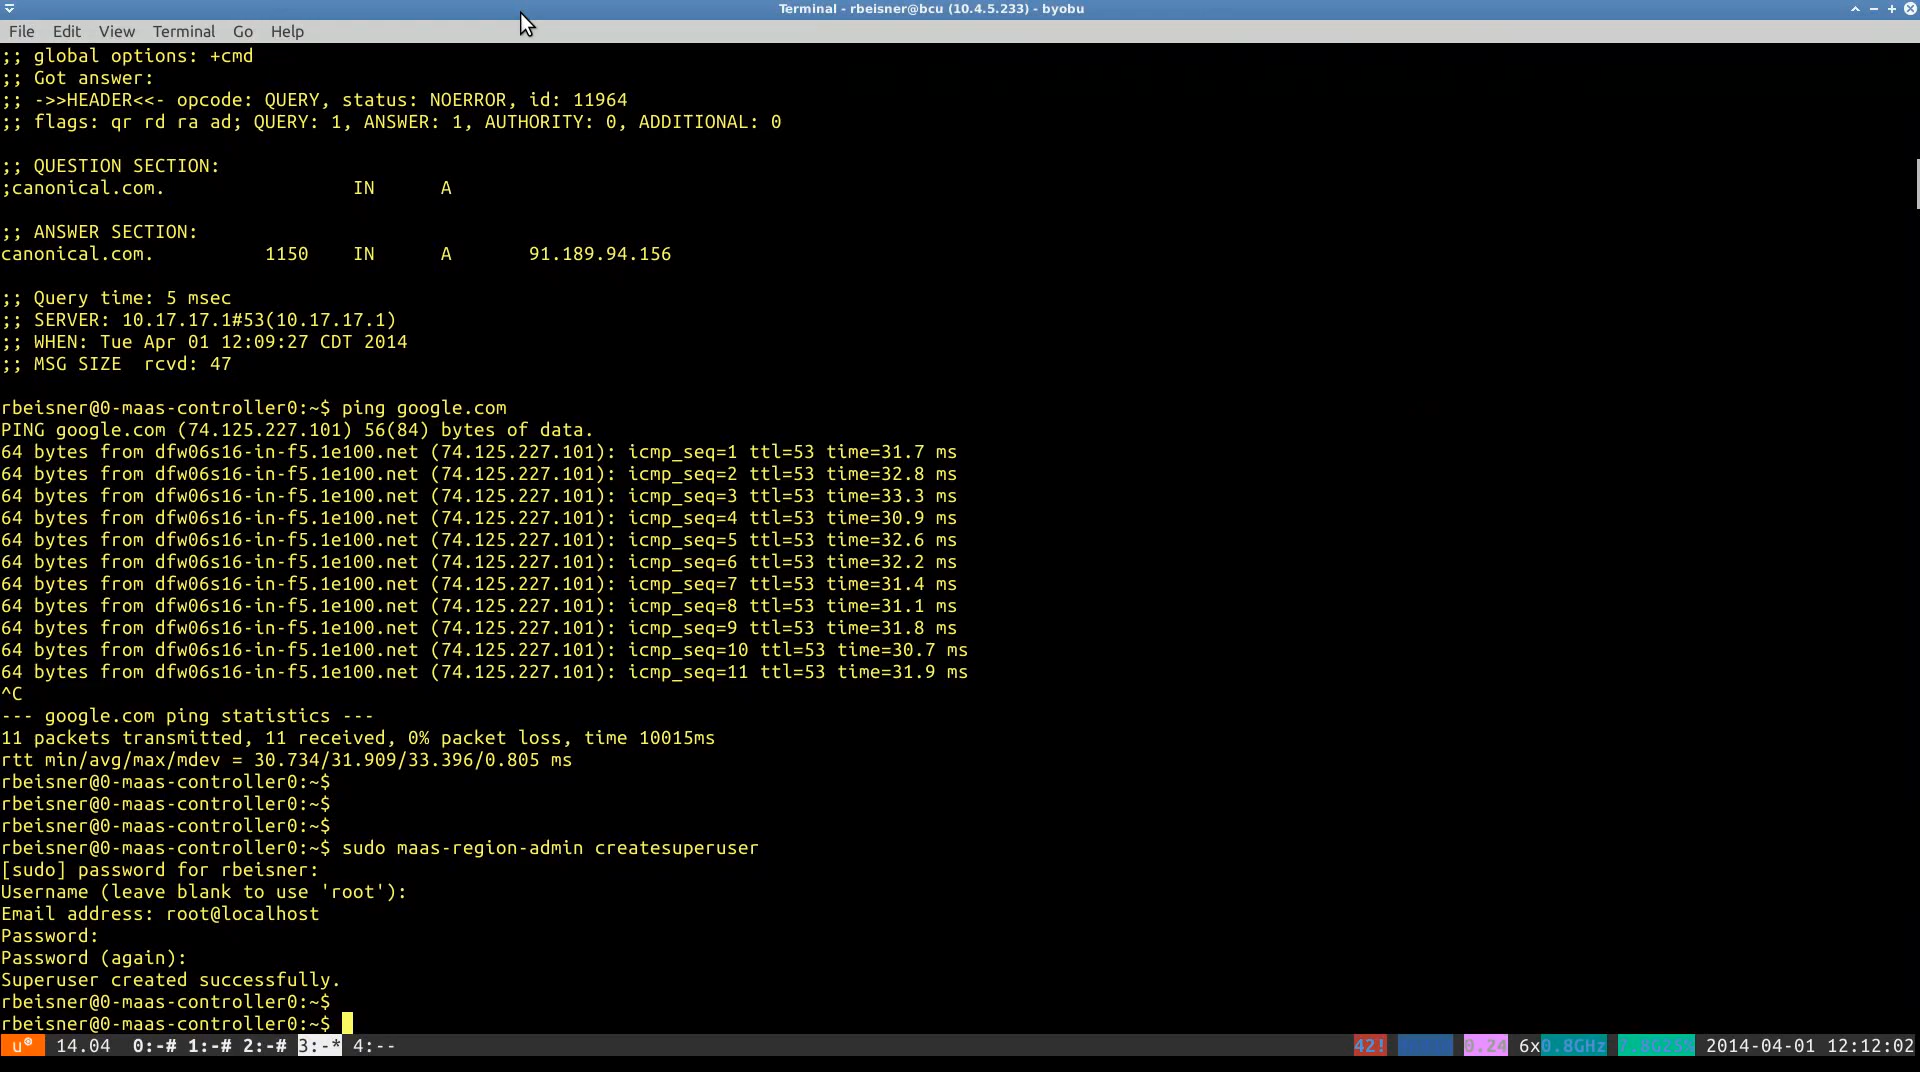 Terminal - rbeisner@bcu (10.4.5.233) - byobu
File Edit View Terminal Go Help
;; global options: +cmd
;; Got answer:
;; ->>HEADER<<- opcode: QUERY, status: NOERROR, id: 11964
;; flags: qr rd ra ad; QUERY: 1, ANSWER: 1, AUTHORITY: 0, ADDITIONAL: 0
;; QUESTION SECTION:
;canonical.com. IN A
;; ANSWER SECTION:
canonical.com. 1150 IN A 91.189.94.156
;; Query time: 5 msec
;; SERVER: 10.17.17.1#53(10.17.17.1)
;; WHEN: Tue Apr 01 12:09:27 CDT 2014
;; MSG SIZE rcvd: 47
rbeisner@0-maas-controller0:~$ ping google.com
PING google.com (74.125.227.101) 56(84) bytes of data.
64 bytes from dfw06s16-in-f5.1e100.net (74.125.227.101): icmp_seq=1 ttl=53 time=31.7 ms
64 bytes from dfw06s16-in-f5.1e100.net (74.125.227.101): icmp_seq=2 ttl=53 time=32.8 ms
64 bytes from dfw06s16-in-f5.1e100.net (74.125.227.101): icmp_seq=3 ttl=53 time=33.3 ms
64 bytes from dfw06s16-in-f5.1e100.net (74.125.227.101): icmp_seq=4 ttl=53 time=30.9 ms
64 bytes from dfw06s16-in-f5.1e100.net (74.125.227.101): icmp_seq=5 ttl=53 time=32.6 ms
64 bytes from dfw06s16-in-f5.1e100.net (74.125.227.101): icmp_seq=6 ttl=53 time=32.2 ms
64 bytes from dfw06s16-in-f5.1e100.net (74.125.227.101): icmp_seq=7 ttl=53 time=31.4 ms
64 bytes from dfw06s16-in-f5.1e100.net (74.125.227.101): icmp_seq=8 ttl=53 time=31.1 ms
64 bytes from dfw06s16-in-f5.1e100.net (74.125.227.101): icmp_seq=9 ttl=53 time=31.8 ms
64 bytes from dfw06s16-in-f5.1e100.net (74.125.227.101): icmp_seq=10 ttl=53 time=30.7 ms
64 bytes from dfw06s16-in-f5.1e100.net (74.125.227.101): icmp_seq=11 ttl=53 time=31.9 ms
^C
--- google.com ping statistics ---
11 packets transmitted, 11 received, 0% packet loss, time 10015ms
rtt min/avg/max/mdev = 30.734/31.909/33.396/0.805 ms
rbeisner@0-maas-controller0:~$
rbeisner@0-maas-controller0:~$
rbeisner@0-maas-controller0:~$
rbeisner@0-maas-controller0:~$ sudo maas-region-admin createsuperuser
[sudo] password for rbeisner:
Username (leave blank to use 'root'):
Email address: root@localhost
Password:
Password (again):
Superuser created successfully.
rbeisner@0-maas-controller0:~$
rbeisner@0-maas-controller0:~$
u 14.04 0:-# 1:-# 2:-# 3:-* 4:-- 42! 0.24 6x0.8GHz 2014-04-01 12:12:02